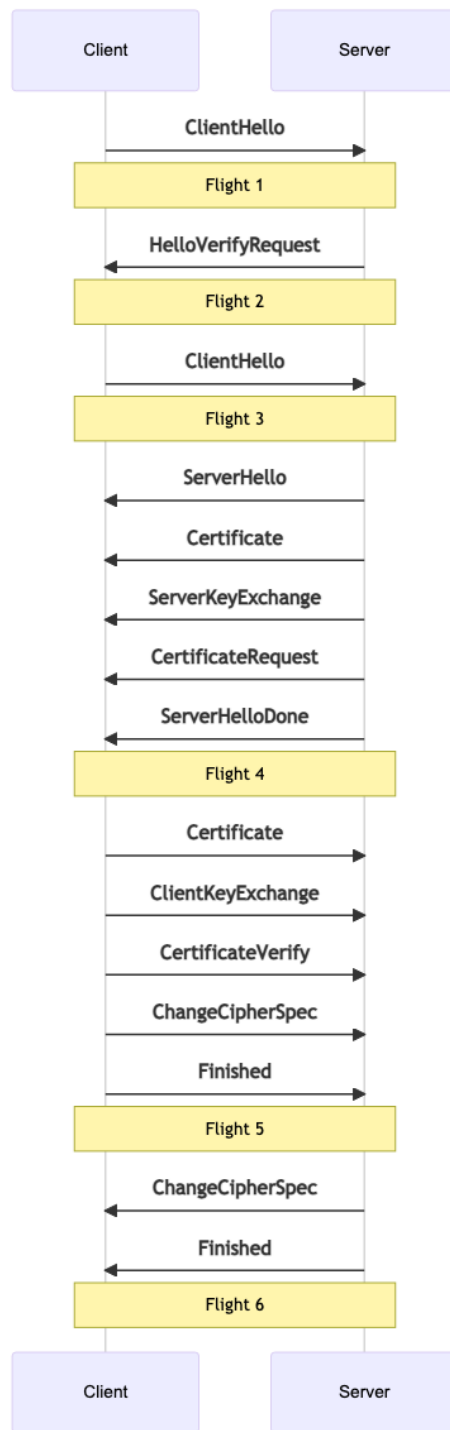 Client
Server
ClientHello
Flight 1
HelloVerifyRequest
Flight 2
ClientHello
Flight 3
ServerHello
Certificate
ServerKeyExchange
CertificateRequest
ServerHelloDone
Flight 4
Certificate
ClientKeyExchange
CertificateVerify
ChangeCipherSpec
Finished
Flight 5
ChangeCipherSpec
Finished
Flight 6
Client
Server